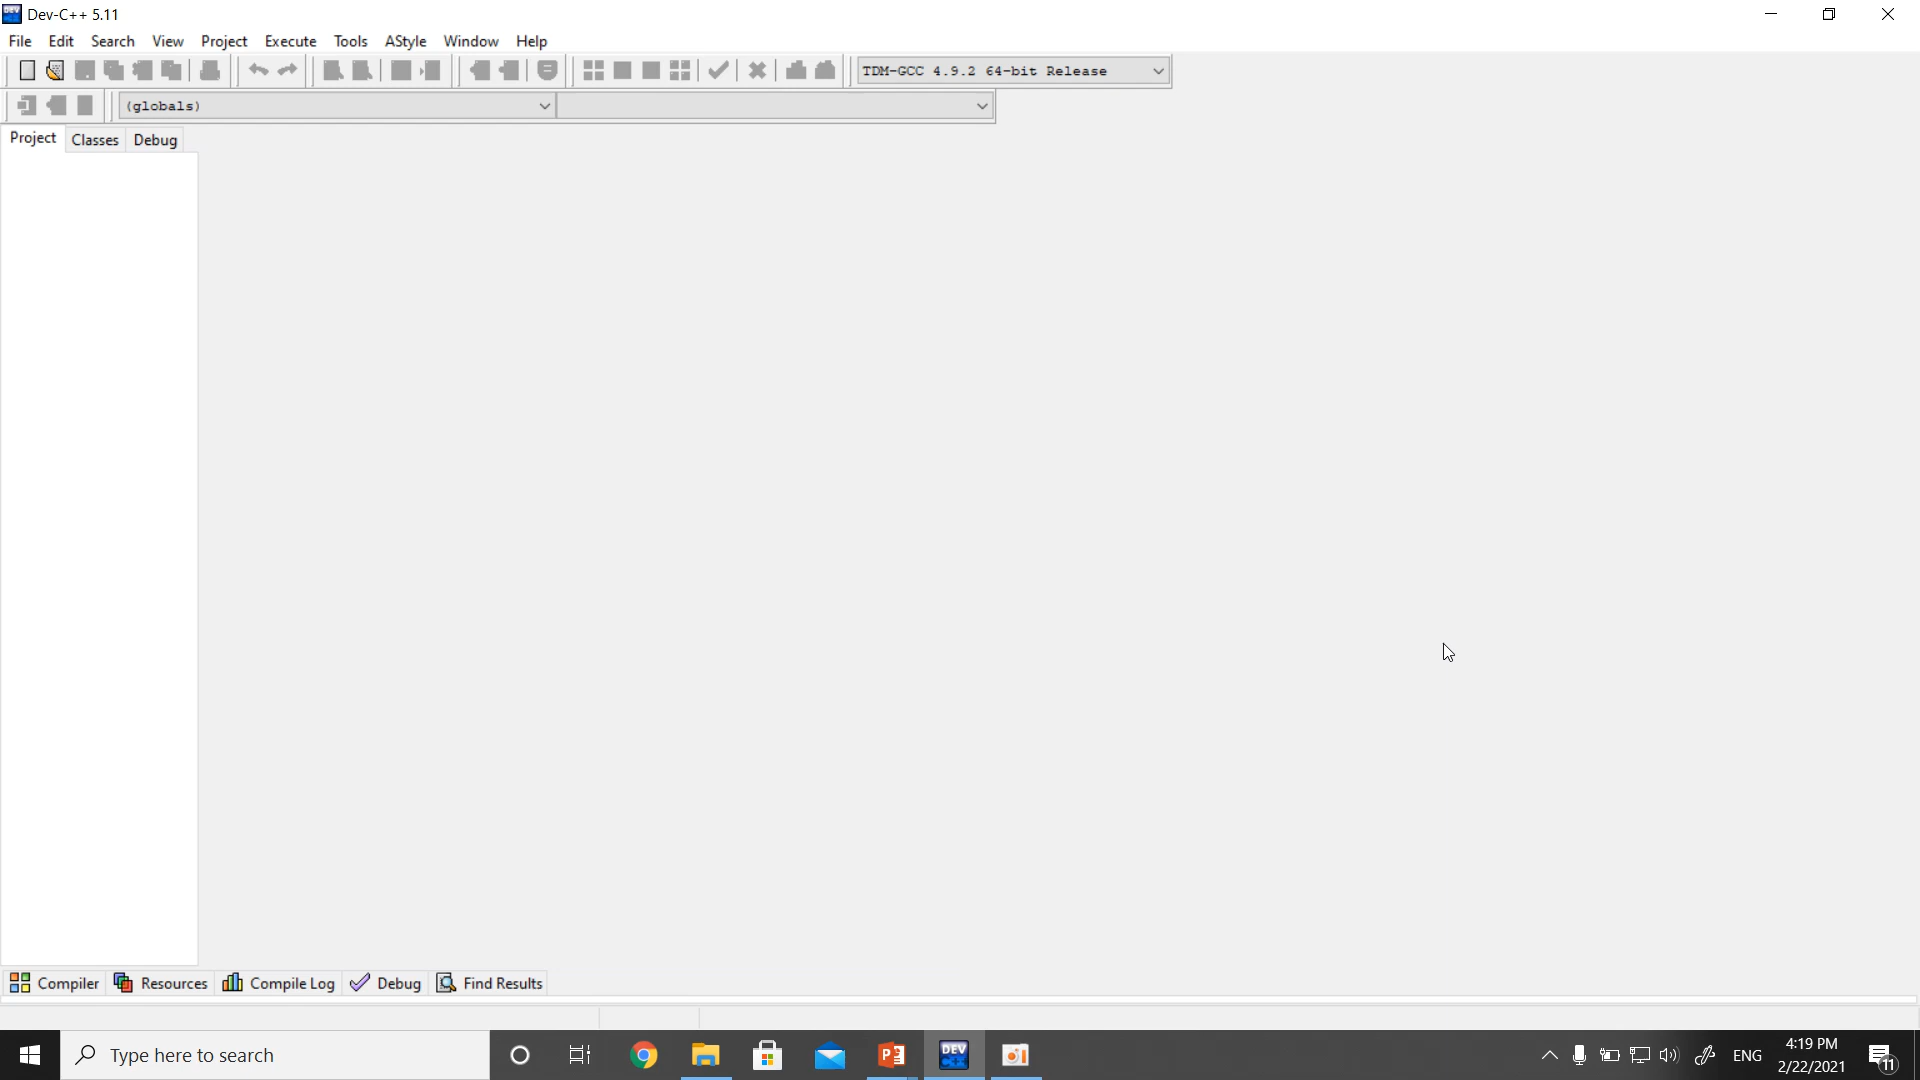 Dev-C++ 5.11
File Edit Search View Project Execute Tools AStyle Window Help
TDM-GCC 4.9.2 64-bit Release
(globals)
Project Classes Debug
Compiler Resources Compile Log Debug Find Results
Type here to search
DEV C++
ENG
4:19 PM
2/22/2021
11